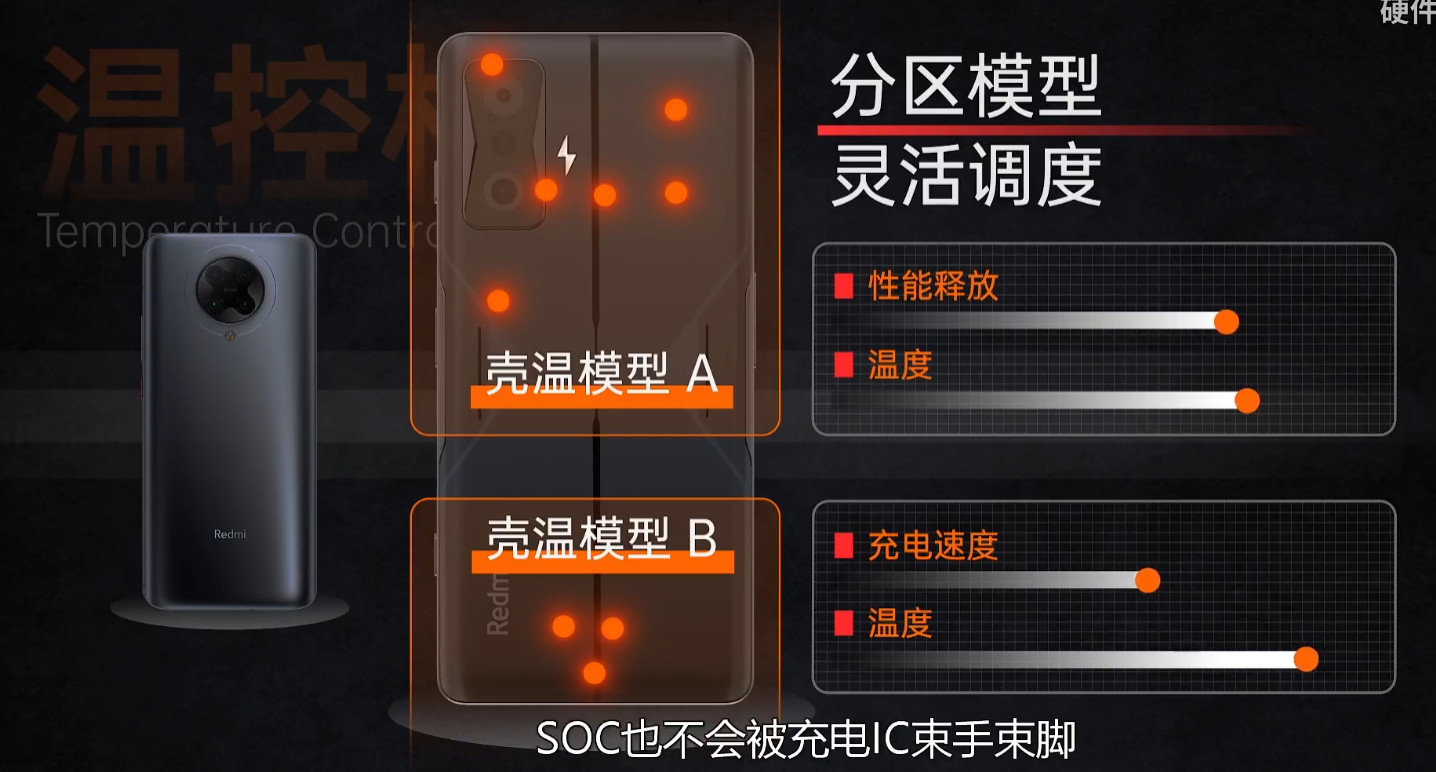 硬件
温控
Temperature Contro
分区模型
灵活调度
性能释放
温度
壳温模型 A
壳温模型 B
充电速度
温度
Redmi
Redm
SOC也不会被充电IC束手束脚